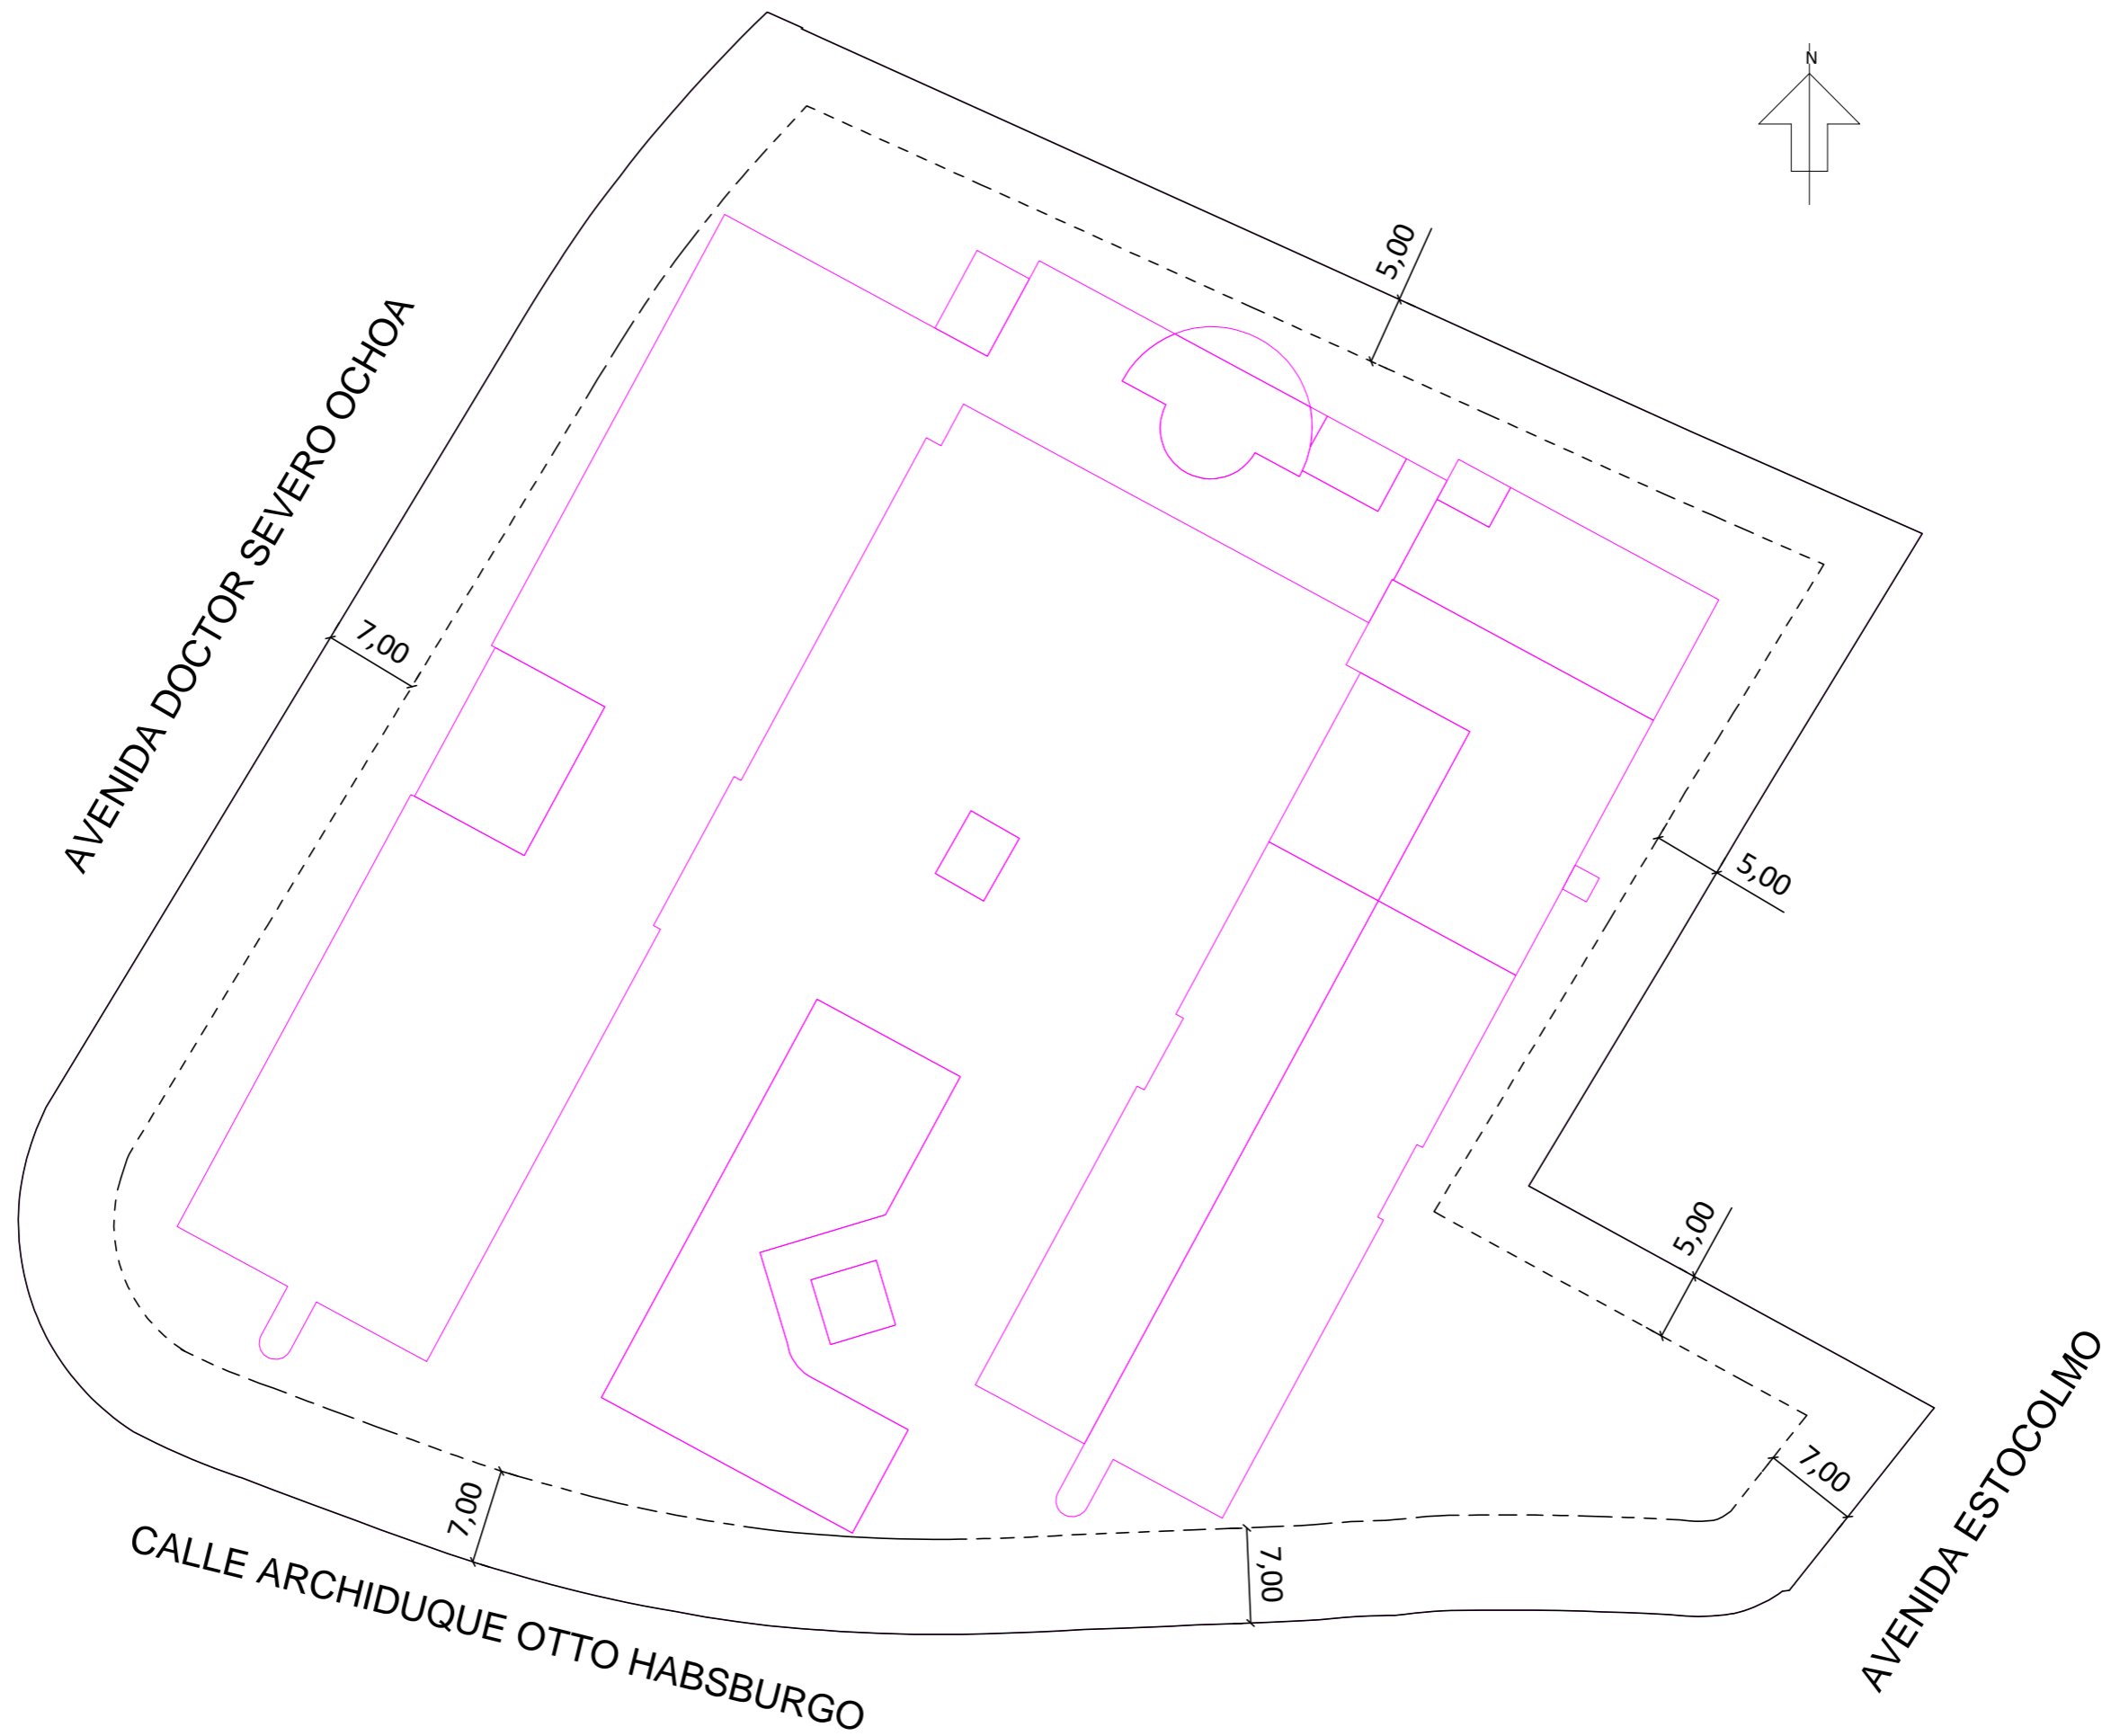 N
5,00
AVENIDA DOCTOR SEVERO OCHOA
7,00
5,00
5,00
AVENIDA ESTOCOLMO
7,00
7,00
7,00
CALLE ARCHIDUQUE OTTO HABSBURGO